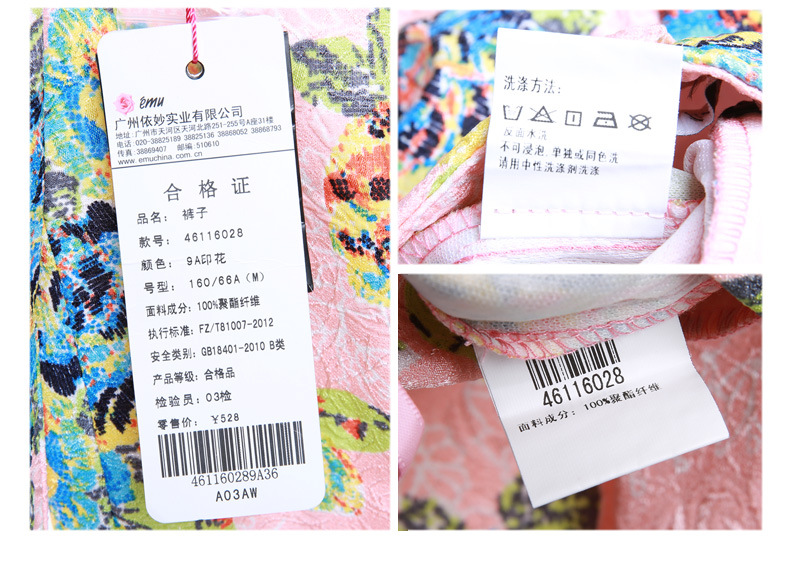 ému
广州依妙实业有限公司
地址:广州市天河区天河北路251-255号A座31楼
电话:020-38825189 38825136 38868052 38868793
传真:38869407 邮编:510610
www.emuchina.com.cn
合格证
品名: 裤子
款号: 46116028
颜色: 9A印花
号型: 160/66A(M)
面料成分: 100%聚酯纤维
执行标准: FZ/T81007-2012
安全类别: GB18401-2010 B类
产品等级: 合格品
检验员: 03检
零售价: ¥528
461160289A36
A03AW
洗涤方法:
反面水洗
不可浸泡,单独或同色洗
请用中性洗涤剂洗涤
46116028
面料成分: 100%聚酯纤维